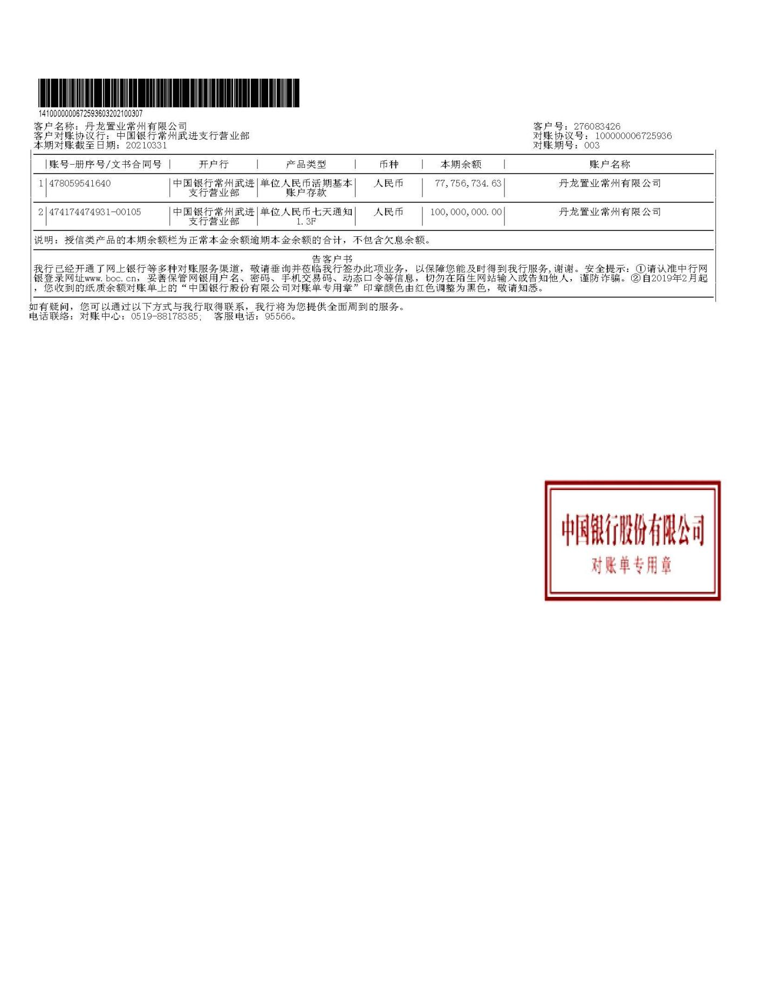 1410000000672593603202100307
客户名称：丹龙置业常州有限公司 客户号：276083426
客户对账协议行：中国银行常州武进支行营业部 对账协议号：100000006725936
本期对账截至日期：20210331 对账期号：003
账号-册序号/文书合同号 开户行 产品类型 币种 本期余额 账户名称
1 478059541640 中国银行常州武进 单位人民币活期基本 人民币 77,756,734.63 丹龙置业常州有限公司
支行营业部 账户存款
2 474174474931-00105 中国银行常州武进 单位人民币七天通知 人民币 100,000,000.00 丹龙置业常州有限公司
支行营业部 1.3F
说明：授信类产品的本期余额栏为正常本金余额逾期本金余额的合计，不包含欠息余额。
告客户书
我行已经开通了网上银行等多种对账服务渠道，敬请垂询并莅临我行签办此项业务，以保障您能及时得到我行服务,谢谢。安全提示：①请认准中行网
银登录网址www.boc.cn，妥善保管网银用户名、密码、手机交易码、动态口令等信息，切勿在陌生网站输入或告知他人，谨防诈骗。②自2019年2月起
，您收到的纸质余额对账单上的“中国银行股份有限公司对账单专用章”印章颜色由红色调整为黑色，敬请知悉。
如有疑问，您可以通过以下方式与我行取得联系，我行将为您提供全面周到的服务。
电话联络：对账中心：0519-88178385; 客服电话：95566。
中国银行股份有限公司
对账单专用章